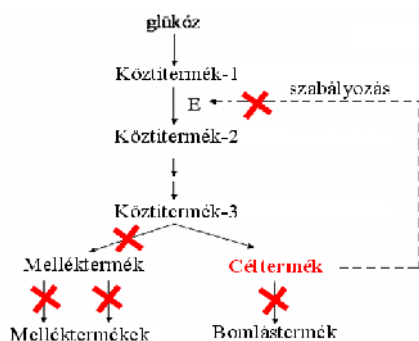 glükóz
Köztitermék-1
szabályozás
E
Köztitermék-2
Köztitermék-3
Melléktermék
Céltermék
Melléktermékek
Bomlástermék